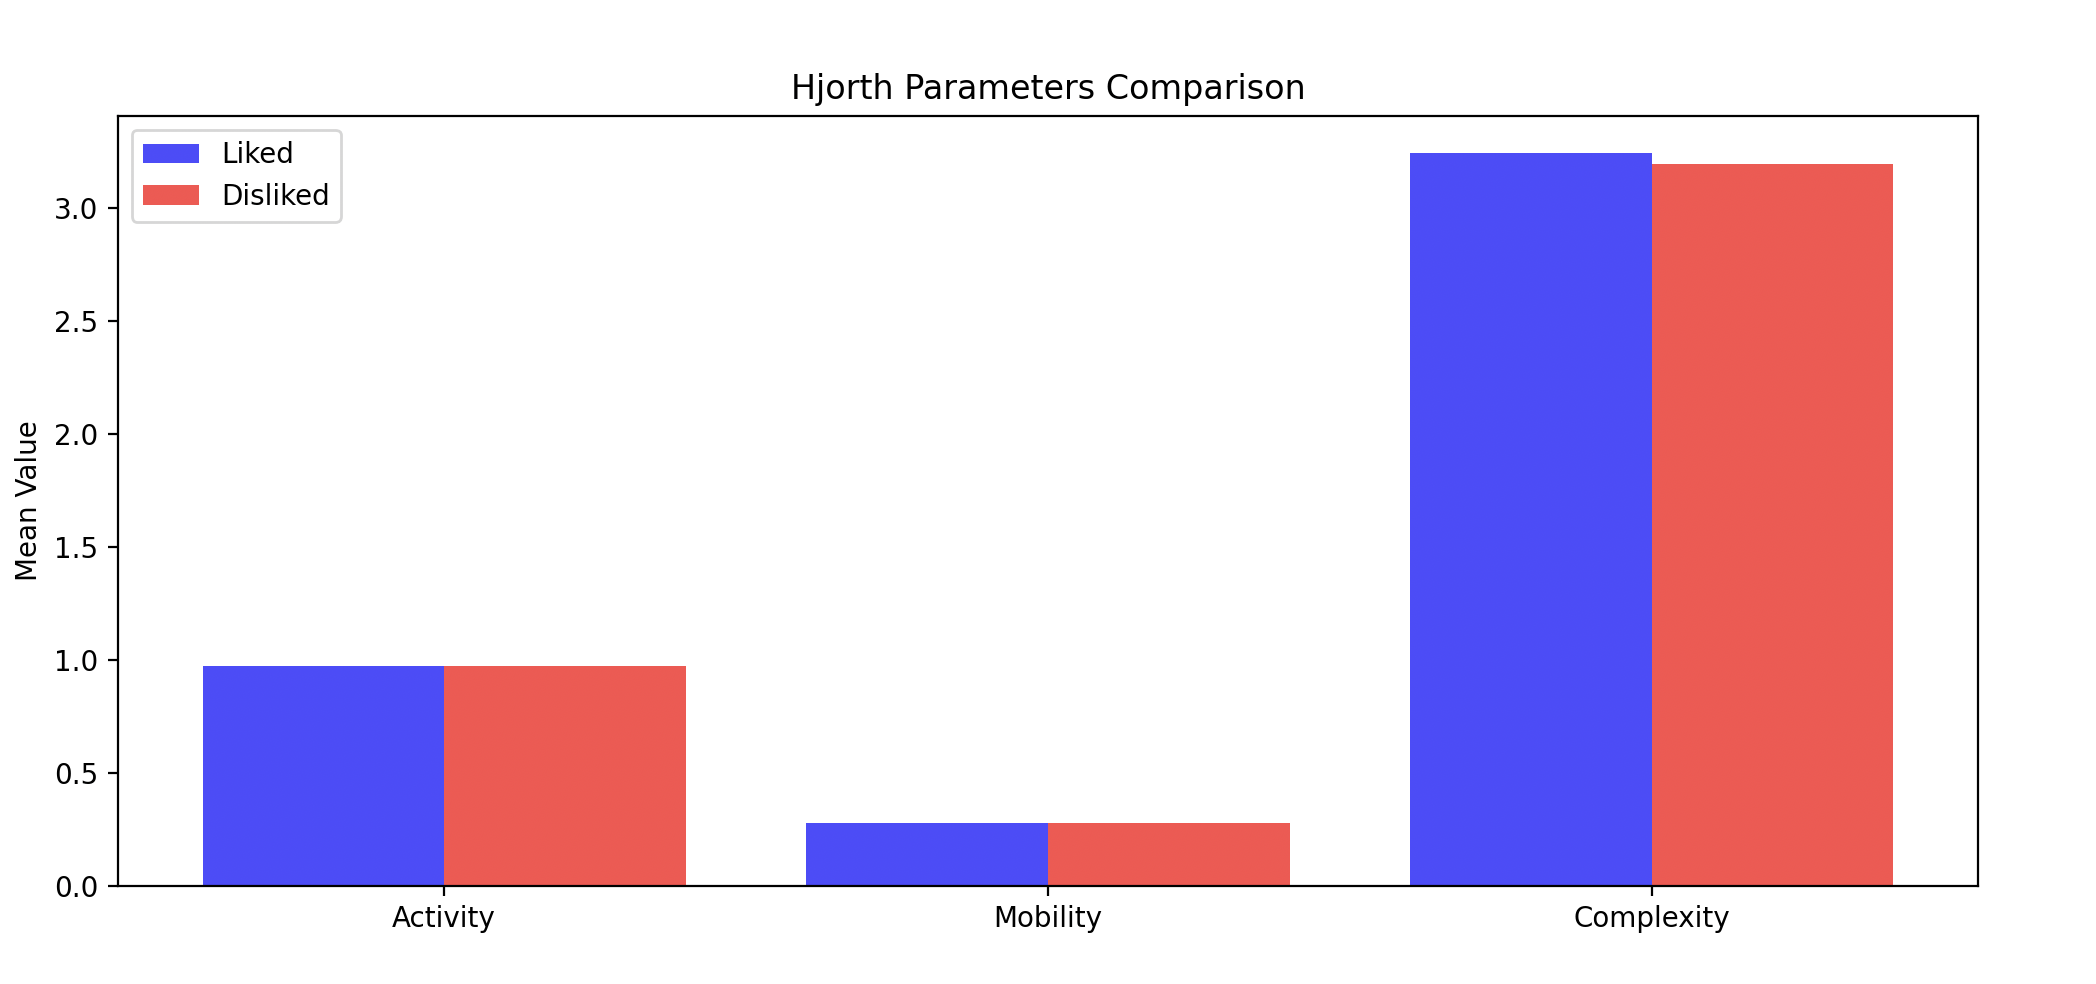 Hjorth Parameters Comparison
Liked
Disliked
Mean Value
3.0
2.5
2.0
1.5
1.0
0.5
0.0
Activity
Mobility
Complexity